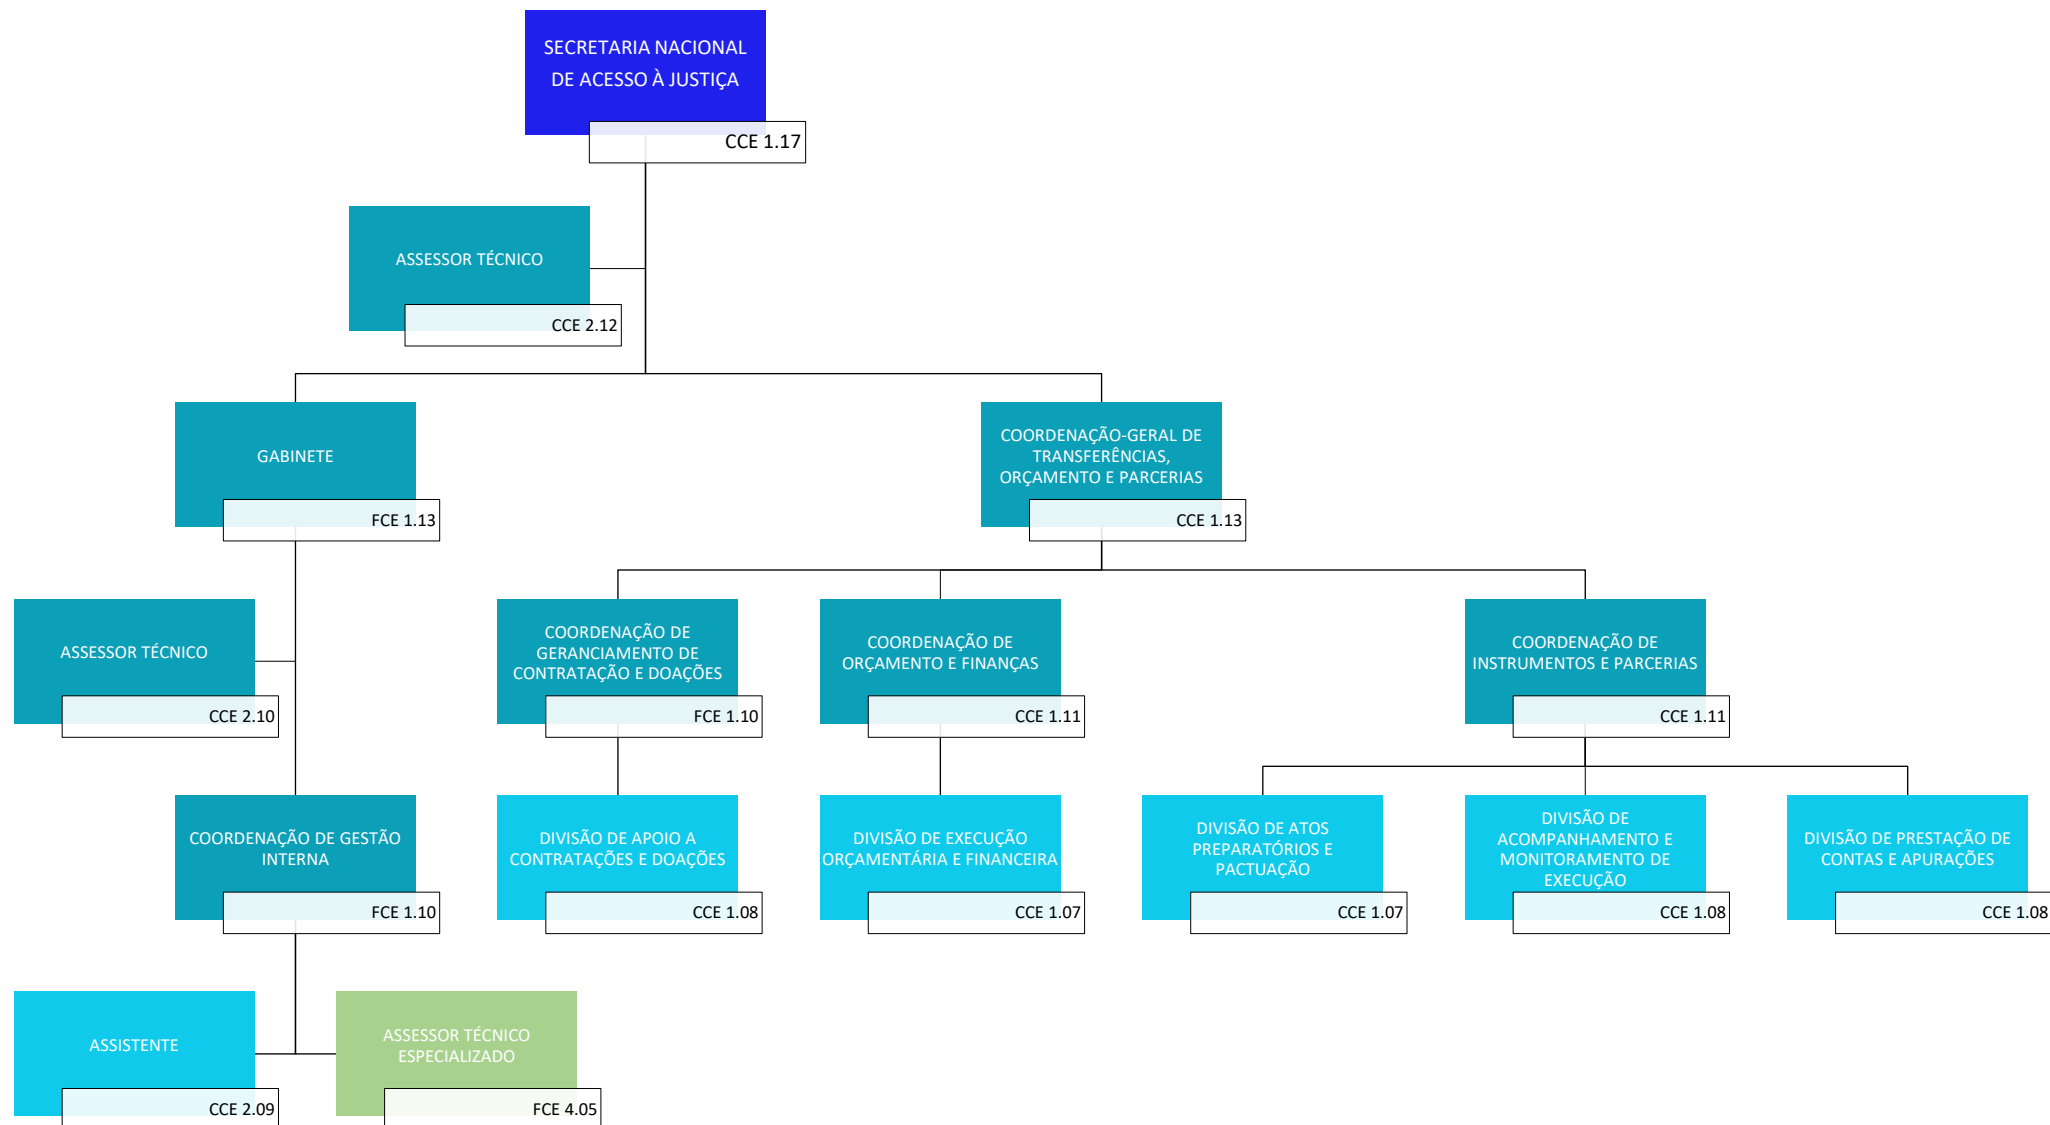 SECRETARIA NACIONAL
DE ACESSO À JUSTIÇA
CCE 1.17
ASSESSOR TÉCNICO
CCE 2.12
GABINETE
FCE 1.13
COORDENAÇÃO-GERAL DE
TRANSFERÊNCIAS,
ORÇAMENTO E PARCERIAS
CCE 1.13
ASSESSOR TÉCNICO
CCE 2.10
COORDENAÇÃO DE
GERANCIAMENTO DE
CONTRATAÇÃO E DOAÇÕES
FCE 1.10
COORDENAÇÃO DE
ORÇAMENTO E FINANÇAS
CCE 1.11
COORDENAÇÃO DE
INSTRUMENTOS E PARCERIAS
CCE 1.11
COORDENAÇÃO DE GESTÃO
INTERNA
FCE 1.10
DIVISÃO DE APOIO A
CONTRATAÇÕES E DOAÇÕES
CCE 1.08
DIVISÃO DE EXECUÇÃO
ORÇAMENTÁRIA E FINANCEIRA
CCE 1.07
DIVISÃO DE ATOS
PREPARATÓRIOS E
PACTUAÇÃO
CCE 1.07
DIVISÃO DE
ACOMPANHAMENTO E
MONITORAMENTO DE
EXECUÇÃO
CCE 1.08
DIVISÃO DE PRESTAÇÃO DE
CONTAS E APURAÇÕES
CCE 1.08
ASSISTENTE
CCE 2.09
ASSESSOR TÉCNICO
ESPECIALIZADO
FCE 4.05